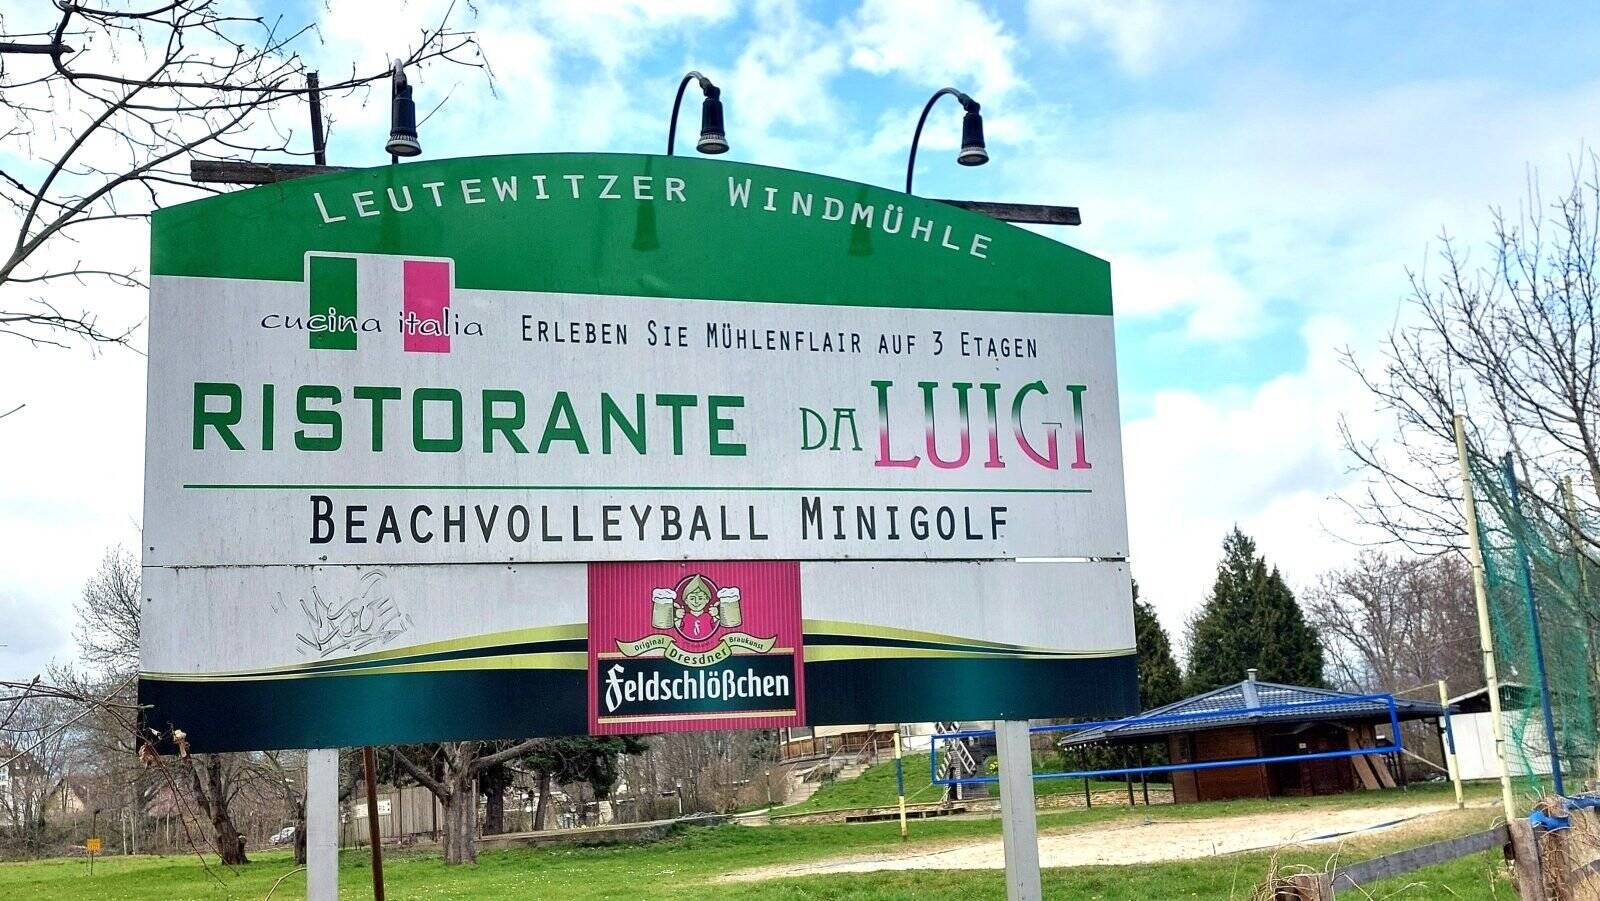 LEUTEWITZER WINDMÜHLE
cucina italia
ERLEBEN SIE MÜHLENFLAIR AUF 3 ETAGEN
RISTORANTE DA LUIGI
BEACHVOLLEYBALL MINIGOLF
Original Dresdner Braukunst
Feldschlößchen